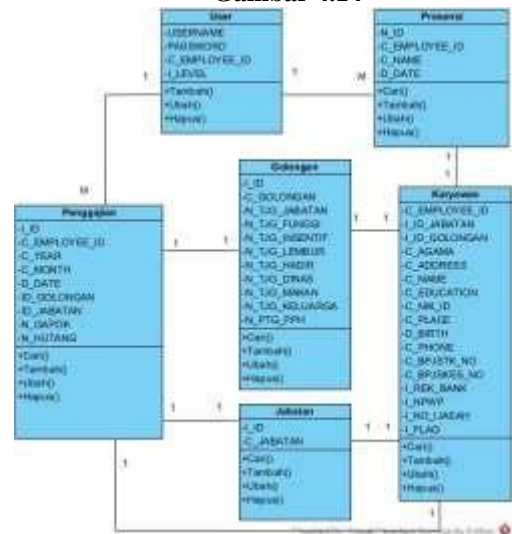 User
-USERNAME
-PASSWORD
-C_EMPLOYEE_ID
-I_LEVEL
+Tambah()
+Ubah()
+Hapus()
Presensi
-N_ID
-C_EMPLOYEE_ID
-C_NAME
-D_DATE
+Cari()
+Tambah()
+Ubah()
+Hapus()
1
1
M
M
1
1
Penggajian
-I_ID
-C_EMPLOYEE_ID
-C_YEAR
-C_MONTH
-D_DATE
-ID_GOLONGAN
-ID_JABATAN
-N_GAPOK
-N_HUTANG
+Cari()
+Tambah()
+Ubah()
+Hapus()
Golongan
-I_ID
-C_GOLONGAN
-N_TJG_JABATAN
-N_TJG_FUNGSI
-N_TJG_INSENTIF
-N_TJG_LEMBUR
-N_TJG_HADIR
-N_TJG_DINAS
-N_TJG_MAKAN
-N_TJG_KELUARGA
-N_PTG_PPH
+Cari()
+Tambah()
+Ubah()
+Hapus()
Karyawan
-C_EMPLOYEE_ID
-I_ID_JABATAN
-I_ID_GOLONGAN
-C_AGAMA
-C_ADDRESS
-C_NAME
-C_EDUCATION
-C_NIK_ID
-C_PLACE
-D_BIRTH
-C_PHONE
-C_BPJSTK_NO
-C_BPJSKES_NO
-I_REK_BANK
-I_NPWP
-I_NO_IJASAH
-I_FLAG
+Cari()
+Tambah()
+Ubah()
+Hapus()
1
1
1
1
Jabatan
-I_ID
-C_JABATAN
+Cari()
+Tambah()
+Ubah()
+Hapus()
1
1
1
1
1
1